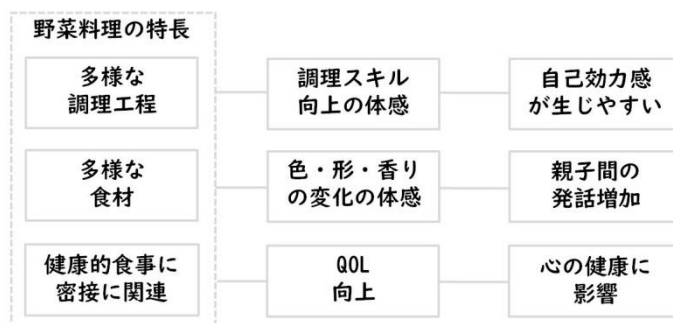 野菜料理の特長
多様な
調理工程
調理スキル
向上の体感
自己効力感
が生じやすい
多様な
食材
色・形・香り
の変化の体感
親子間の
発話増加
健康的食事に
密接に関連
QOL
向上
心の健康に
影響